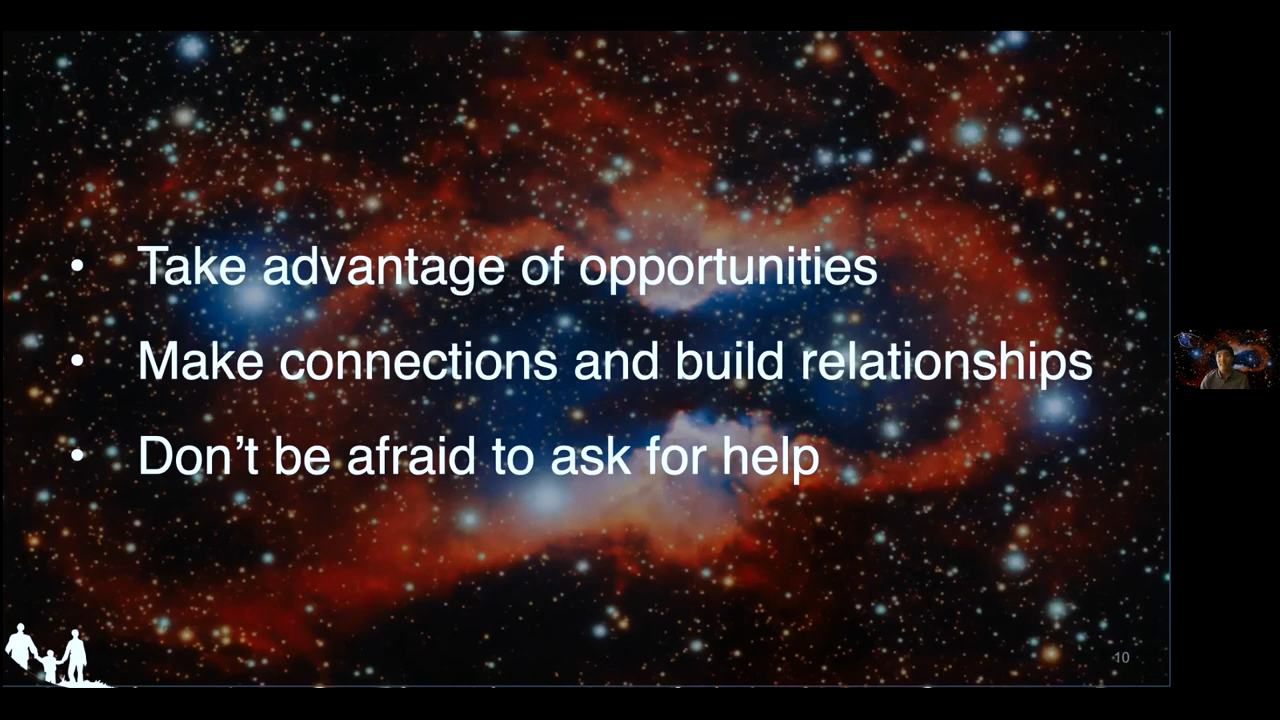 • Take advantage of opportunities
• Make connections and build relationships
• Don’t be afraid to ask for help
10